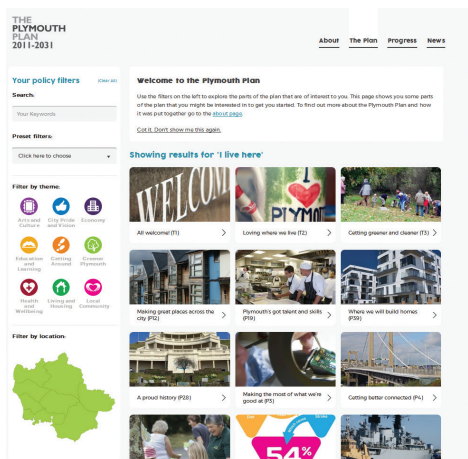 THE
PLYMOUTH
PLAN
2011-2031
About The Plan Progress News
Your policy filters (Clear All)
Search:
Your Keywords
Preset filters:
Click here to choose
Filter by theme:
Arts and
Culture
City Pride
and Vision
Economy
Education
and
Learning
Getting
Around
Greener
Plymouth
Health
and
Wellbeing
Living and
Housing
Local
Community
Filter by location:
Welcome to the Plymouth Plan
Use the filters on the left to explore the parts of the plan that are of interest to you. This page shows you some parts
of the plan that you might be interested in to get you started. To find out more about the Plymouth Plan and how
it was put together go to the about page.
Got it. Don't show me this again.
Showing results for 'I live here'
WELCOM
All welcome! (T1)
I
PLYMOU
Loving where we live (T2)
Getting greener and cleaner (T3)
Making great places across the
city (P12)
Plymouth's got talent and skills
(P19)
Where we will build homes
(P39)
A proud history (P28)
Making the most of what we're
good at (P3)
Getting better connected (P4)
54%